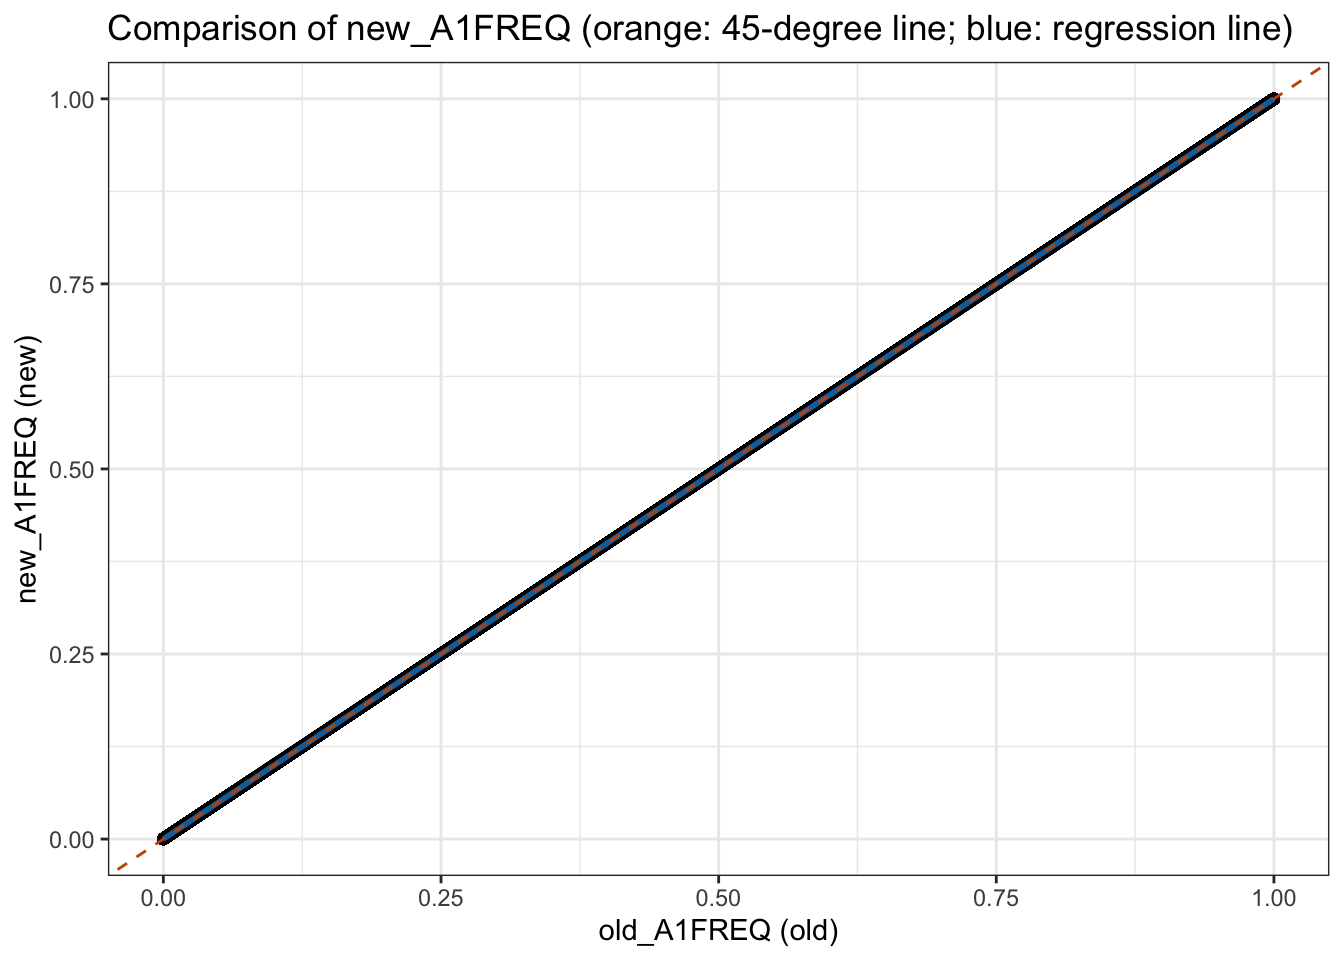 Comparison of new_A1FREQ (orange: 45-degree line; blue: regression line)
1.00
0.75
0.50
0.25
0.00
new_A1FREQ (new)
0.00 0.25 0.50 0.75 1.00
old_A1FREQ (old)